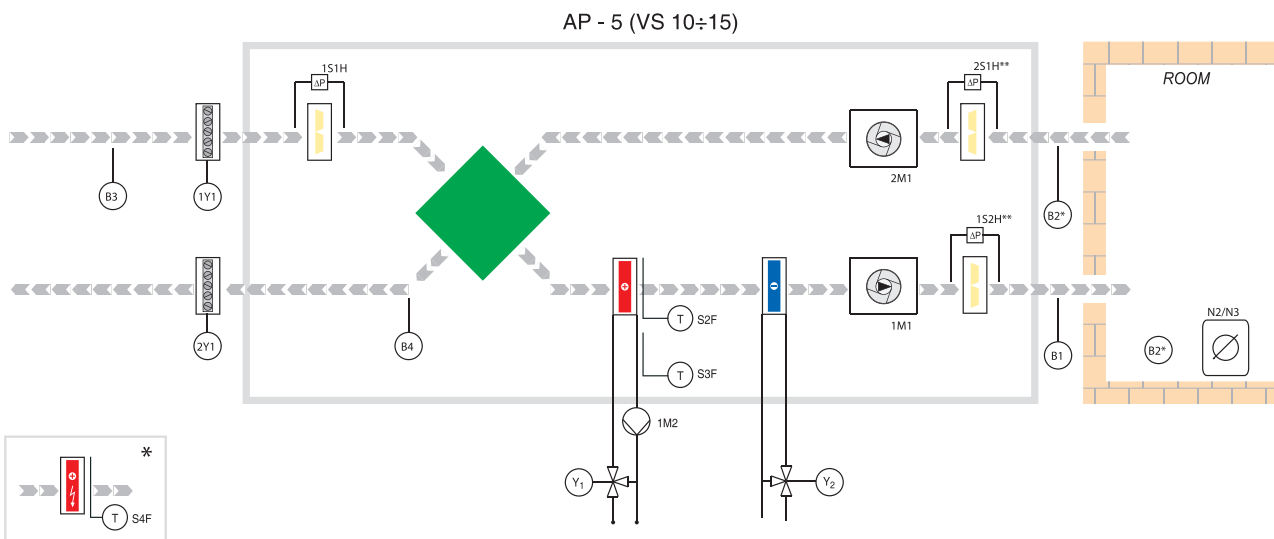 AP - 5 (VS 10÷15)
1S1H
ΔP
2S1H**
ΔP
ROOM
B3
1Y1
2M1
B2*
1S2H**
ΔP
2Y1
B4
T S2F
1M1
B1
B2*
N2/N3
T S3F
1M2
*
Y1
Y2
T S4F